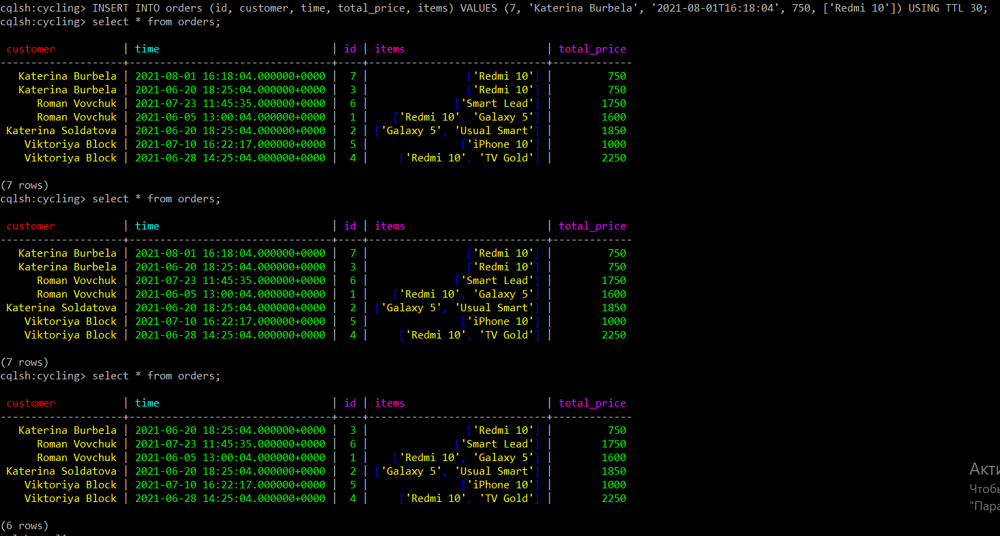 cqlsh:cycling> INSERT INTO orders (id, customer, time, total_price, items) VALUES (7, 'Katerina Burbela', '2021-08-01T16:18:04', 750, ['Redmi 10']) USING TTL 30;
cqlsh:cycling> select * from orders;
customer | time | id | items | total_price
--------------------+---------------------------------+----+------------------------------+-------------
Katerina Burbela | 2021-08-01 16:18:04.000000+0000 | 7 | ['Redmi 10'] | 750
Katerina Burbela | 2021-06-20 18:25:04.000000+0000 | 3 | ['Redmi 10'] | 750
Roman Vovchuk | 2021-07-23 11:45:35.000000+0000 | 6 | ['Smart Lead'] | 1750
Roman Vovchuk | 2021-06-05 13:00:04.000000+0000 | 1 | ['Redmi 10', 'Galaxy 5'] | 1600
Katerina Soldatova | 2021-06-20 18:25:04.000000+0000 | 2 | ['Galaxy 5', 'Usual Smart'] | 1850
Viktoriya Block | 2021-07-10 16:22:17.000000+0000 | 5 | ['iPhone 10'] | 1000
Viktoriya Block | 2021-06-28 14:25:04.000000+0000 | 4 | ['Redmi 10', 'TV Gold'] | 2250
(7 rows)
cqlsh:cycling> select * from orders;
customer | time | id | items | total_price
--------------------+---------------------------------+----+------------------------------+-------------
Katerina Burbela | 2021-08-01 16:18:04.000000+0000 | 7 | ['Redmi 10'] | 750
Katerina Burbela | 2021-06-20 18:25:04.000000+0000 | 3 | ['Redmi 10'] | 750
Roman Vovchuk | 2021-07-23 11:45:35.000000+0000 | 6 | ['Smart Lead'] | 1750
Roman Vovchuk | 2021-06-05 13:00:04.000000+0000 | 1 | ['Redmi 10', 'Galaxy 5'] | 1600
Katerina Soldatova | 2021-06-20 18:25:04.000000+0000 | 2 | ['Galaxy 5', 'Usual Smart'] | 1850
Viktoriya Block | 2021-07-10 16:22:17.000000+0000 | 5 | ['iPhone 10'] | 1000
Viktoriya Block | 2021-06-28 14:25:04.000000+0000 | 4 | ['Redmi 10', 'TV Gold'] | 2250
(7 rows)
cqlsh:cycling> select * from orders;
customer | time | id | items | total_price
--------------------+---------------------------------+----+------------------------------+-------------
Katerina Burbela | 2021-06-20 18:25:04.000000+0000 | 3 | ['Redmi 10'] | 750
Roman Vovchuk | 2021-07-23 11:45:35.000000+0000 | 6 | ['Smart Lead'] | 1750
Roman Vovchuk | 2021-06-05 13:00:04.000000+0000 | 1 | ['Redmi 10', 'Galaxy 5'] | 1600
Katerina Soldatova | 2021-06-20 18:25:04.000000+0000 | 2 | ['Galaxy 5', 'Usual Smart'] | 1850
Viktoriya Block | 2021-07-10 16:22:17.000000+0000 | 5 | ['iPhone 10'] | 1000
Viktoriya Block | 2021-06-28 14:25:04.000000+0000 | 4 | ['Redmi 10', 'TV Gold'] | 2250
(6 rows)
Акти
Чтобы
"Пара